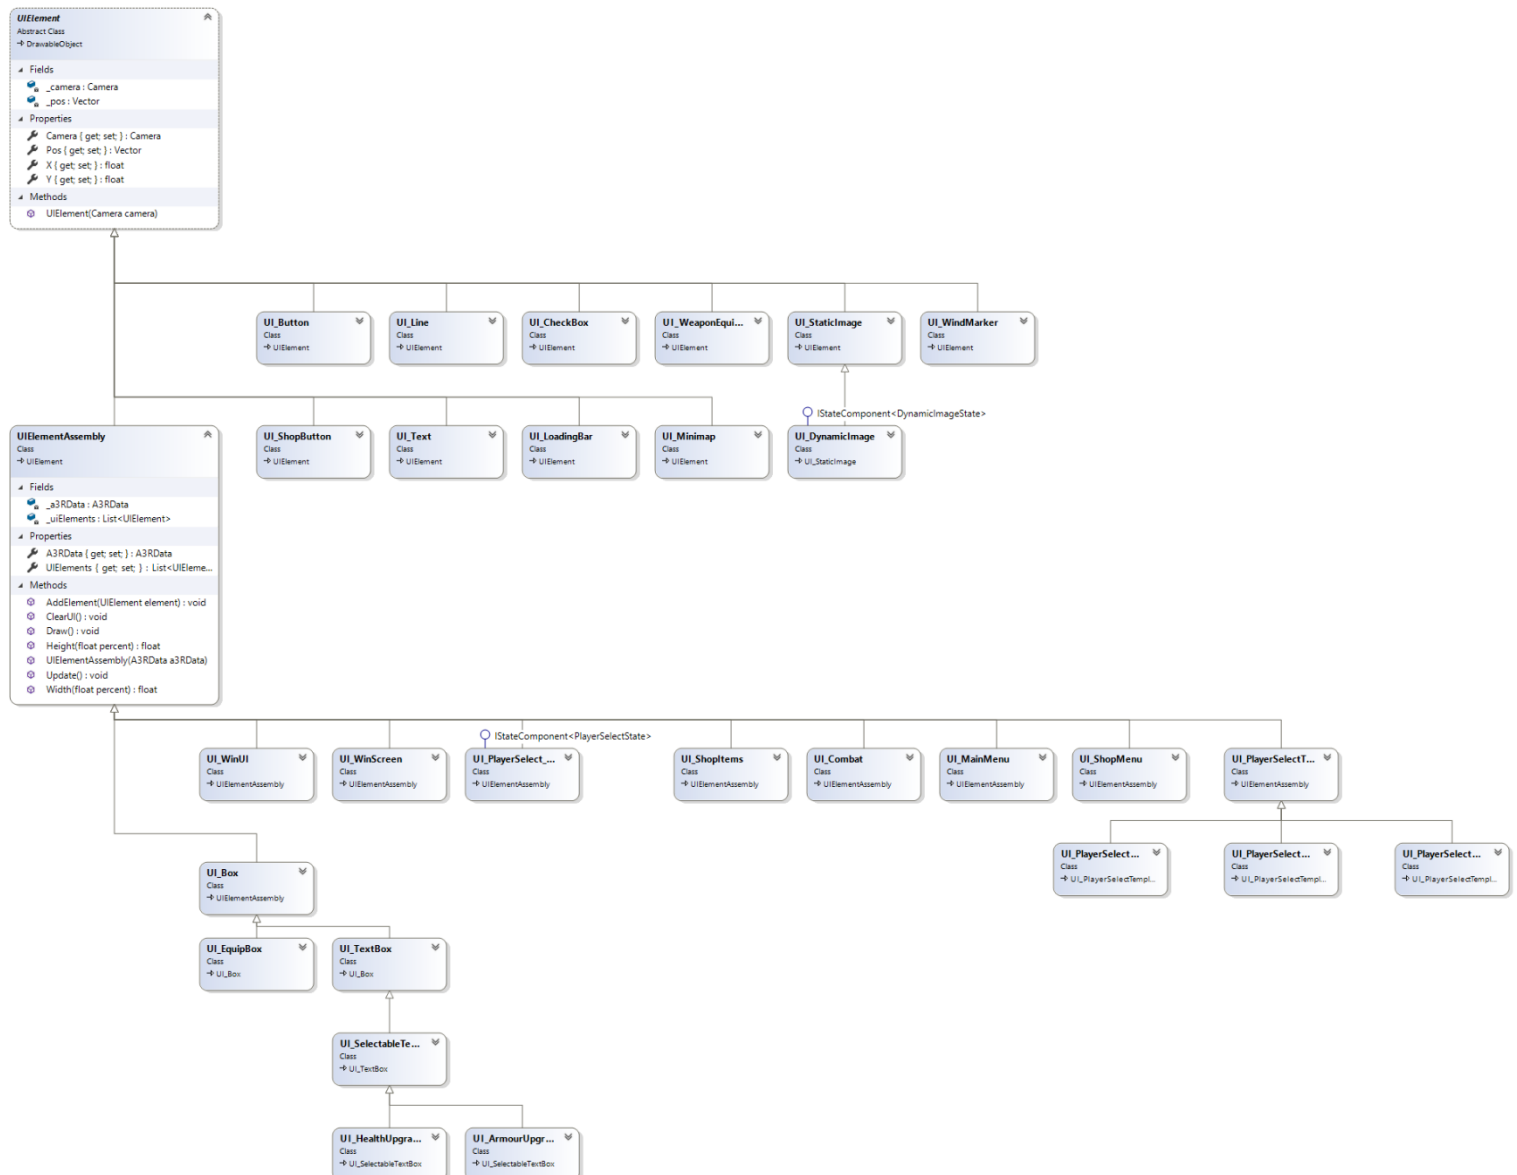 UIElement
Abstract Class
DrawableObject
Fields
_camera : Camera
_pos : Vector
Properties
Camera { get; set; } : Camera
Pos { get; set; } : Vector
X { get; set; } : float
Y { get; set; } : float
Methods
UIElement(Camera camera)
UI_Button
Class
UIElement
UI_Line
Class
UIElement
UI_CheckBox
Class
UIElement
UI_WeaponEqui...
Class
UIElement
UI_StaticImage
Class
UIElement
UI_WindMarker
Class
UIElement
IStateComponent<DynamicImageState>
UIElementAssembly
Class
UIElement
Fields
_a3RData : A3RData
_uiElements : List<UIElement>
Properties
A3RData { get; set; } : A3RData
UIElements { get; set; } : List<UIEleme...
Methods
AddElement(UIElement element) : void
ClearUI() : void
Draw() : void
Height(float percent) : float
UIElementAssembly(A3RData a3RData)
Update() : void
Width(float percent) : float
UI_ShopButton
Class
UIElement
UI_Text
Class
UIElement
UI_LoadingBar
Class
UIElement
UI_Minimap
Class
UIElement
UI_DynamicImage
Class
UI_StaticImage
IStateComponent<PlayerSelectState>
UI_WinUI
Class
UIElementAssembly
UI_WinScreen
Class
UIElementAssembly
UI_PlayerSelect_...
Class
UIElementAssembly
UI_ShopItems
Class
UIElementAssembly
UI_Combat
Class
UIElementAssembly
UI_MainMenu
Class
UIElementAssembly
UI_ShopMenu
Class
UIElementAssembly
UI_PlayerSelectT...
Class
UIElementAssembly
UI_PlayerSelect...
Class
UI_PlayerSelectTempl...
UI_PlayerSelect...
Class
UI_PlayerSelectTempl...
UI_PlayerSelect...
Class
UI_PlayerSelectTempl...
UI_Box
Class
UIElementAssembly
UI_EquipBox
Class
UI_Box
UI_TextBox
Class
UI_Box
UI_SelectableTe...
Class
UI_TextBox
UI_HealthUpgra...
Class
UI_SelectableTextBox
UI_ArmourUpgr...
Class
UI_SelectableTextBox